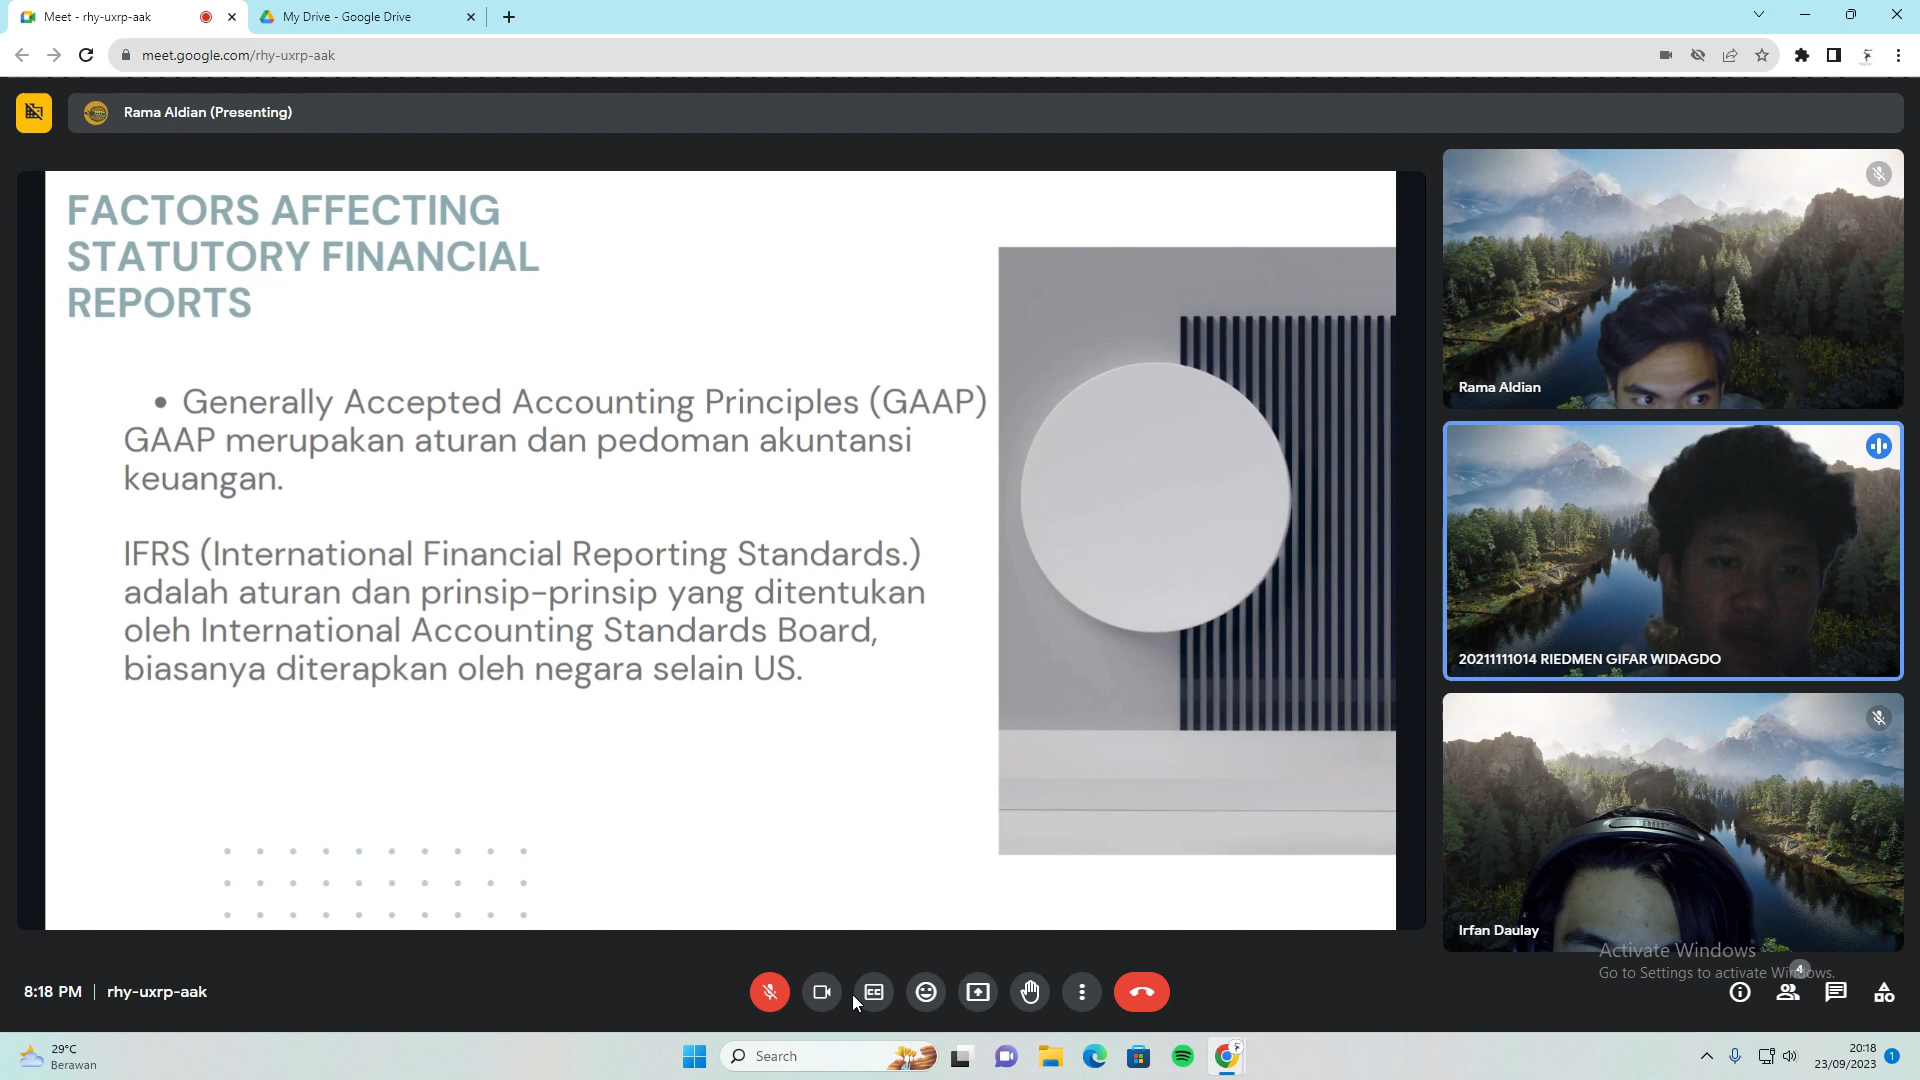 Meet - rhy-uxrp-aak
My Drive - Google Drive
meet.google.com/rhy-uxrp-aak
Rama Aldian (Presenting)
FACTORS AFFECTING
STATUTORY FINANCIAL
REPORTS
• Generally Accepted Accounting Principles (GAAP)
GAAP merupakan aturan dan pedoman akuntansi
keuangan.
IFRS (International Financial Reporting Standards.)
adalah aturan dan prinsip-prinsip yang ditentukan
oleh International Accounting Standards Board,
biasanya diterapkan oleh negara selain US.
Rama Aldian
20211111014 RIEDMEN GIFAR WIDAGDO
Irfan Daulay
Activate Windows
Go to Settings to activate Windows.
4
8:18 PM | rhy-uxrp-aak
29°C
Berawan
Search
20:18
23/09/2023
1